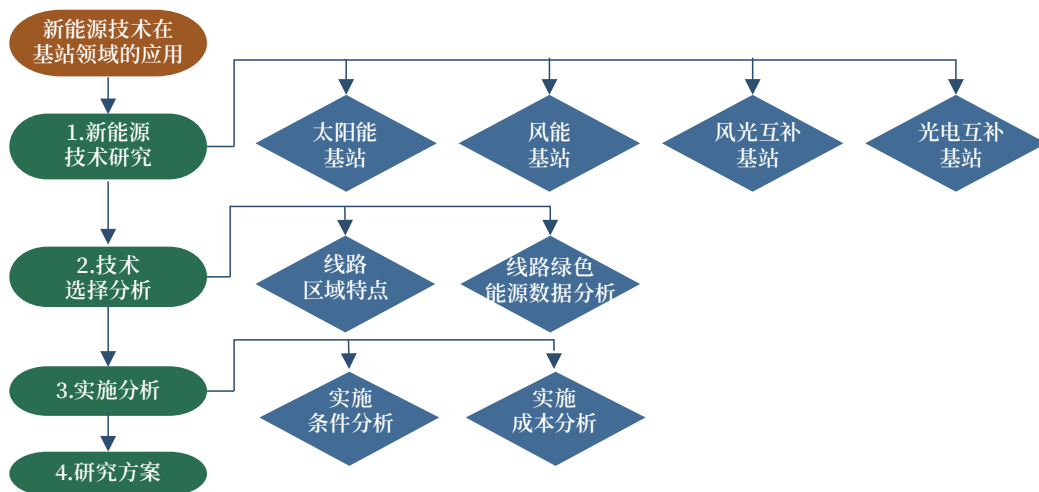 新能源技术在
基站领域的应用
1.新能源
技术研究
太阳能
基站
风能
基站
风光互补
基站
光电互补
基站
2.技术
选择分析
线路
区域特点
线路绿色
能源数据分析
3.实施分析
实施
条件分析
实施
成本分析
4.研究方案